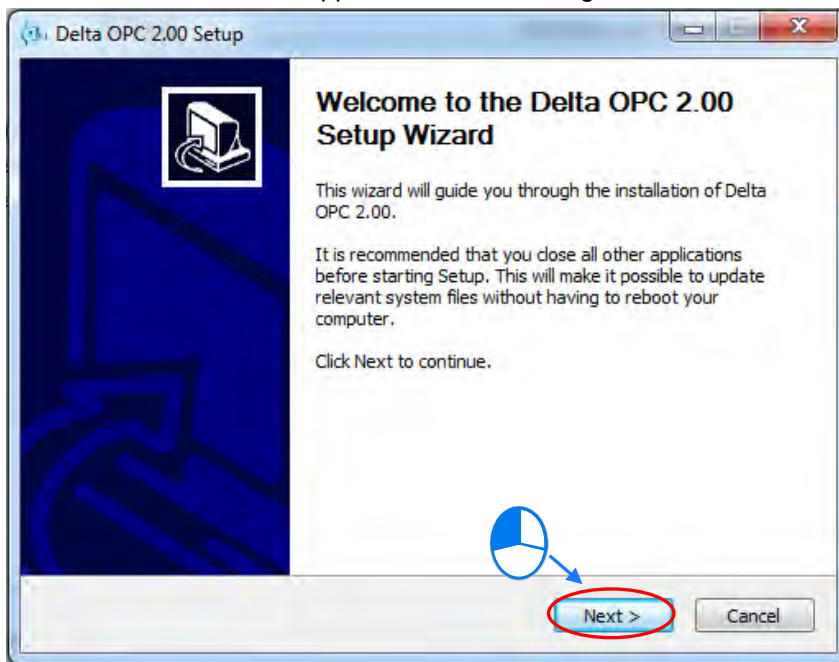 Delta OPC 2.00 Setup
Welcome to the Delta OPC 2.00
Setup Wizard
This wizard will guide you through the installation of Delta
OPC 2.00.
It is recommended that you close all other applications
before starting Setup. This will make it possible to update
relevant system files without having to reboot your
computer.
Click Next to continue.
Next >
Cancel